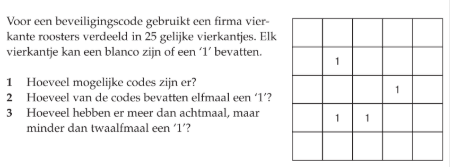 Voor een beveiligingscode gebruikt een firma vier-
kante roosters verdeeld in 25 gelijke vierkantjes. Elk
vierkantje kan een blanco zijn of een ‘1’ bevatten.
1 Hoeveel mogelijke codes zijn er?
2 Hoeveel van de codes bevatten elfmaal een ‘1’?
3 Hoeveel hebben er meer dan achtmaal, maar
minder dan twaalfmaal een ‘1’?
1
1
1 1